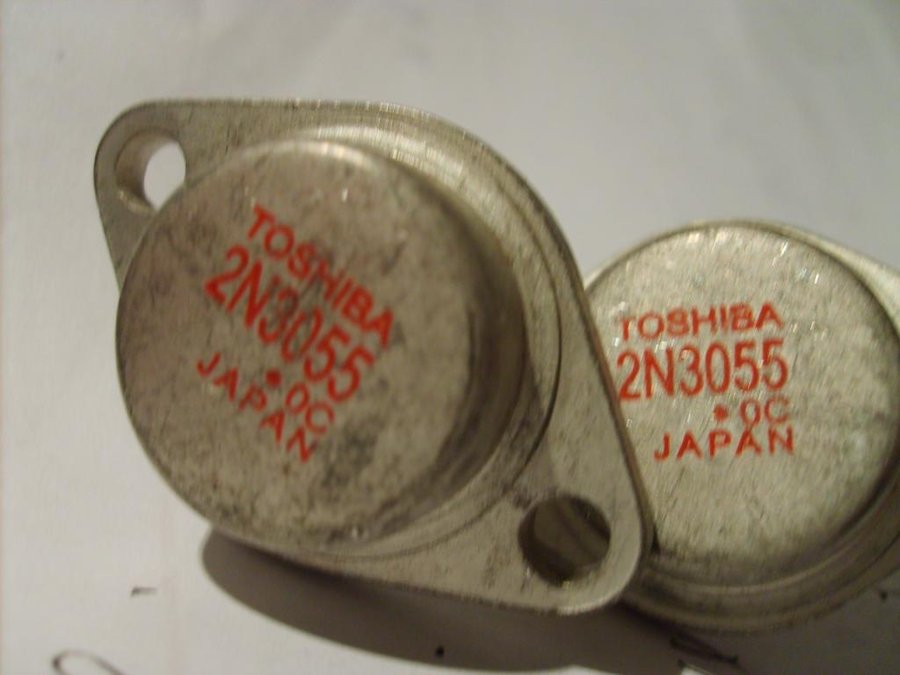 TOSHIBA
2N3055
• 0C
JAPAN
TOSHIBA
2N3055
• 0C
JAPAN